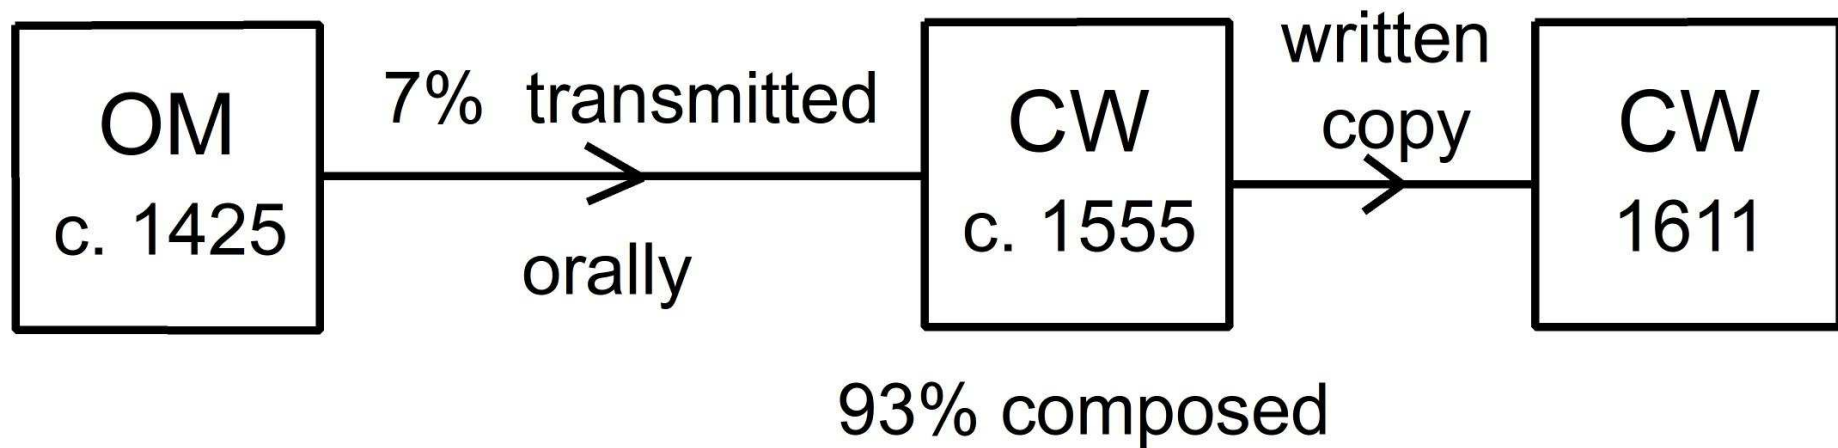 OM
c. 1425
7% transmitted
orally
CW
c. 1555
written
copy
CW
1611
93% composed